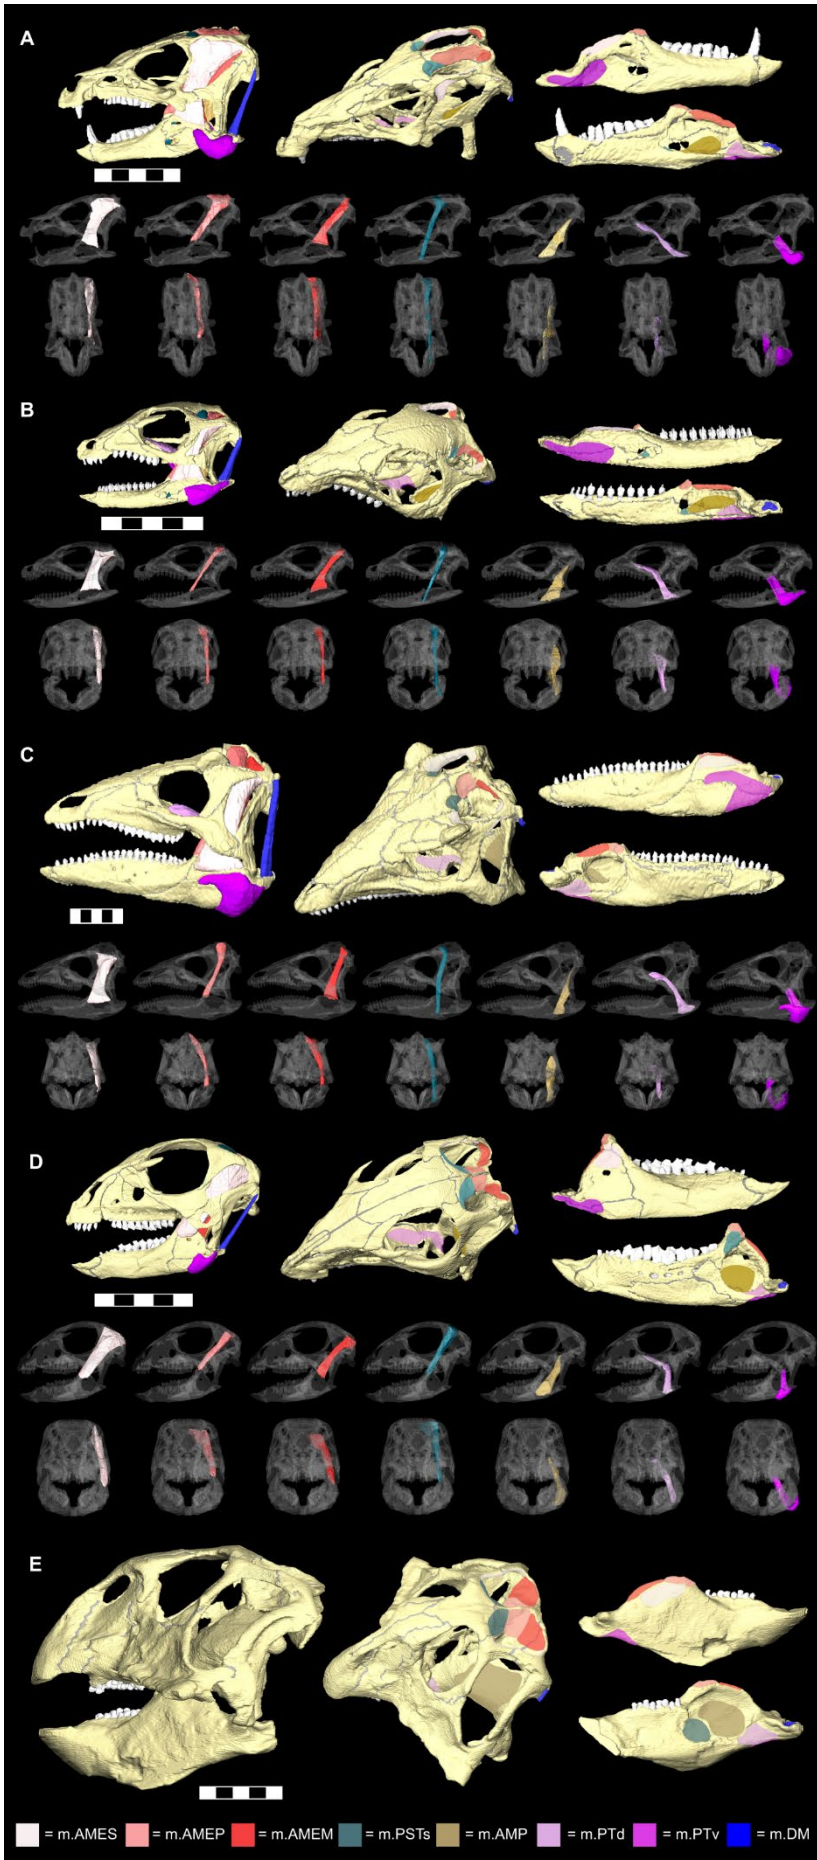 A
B
C
D
E
= m.AMES = m.AMEP = m.AMEM = m.PSTs = m.AMP = m.PTd = m.PTv = m.DM